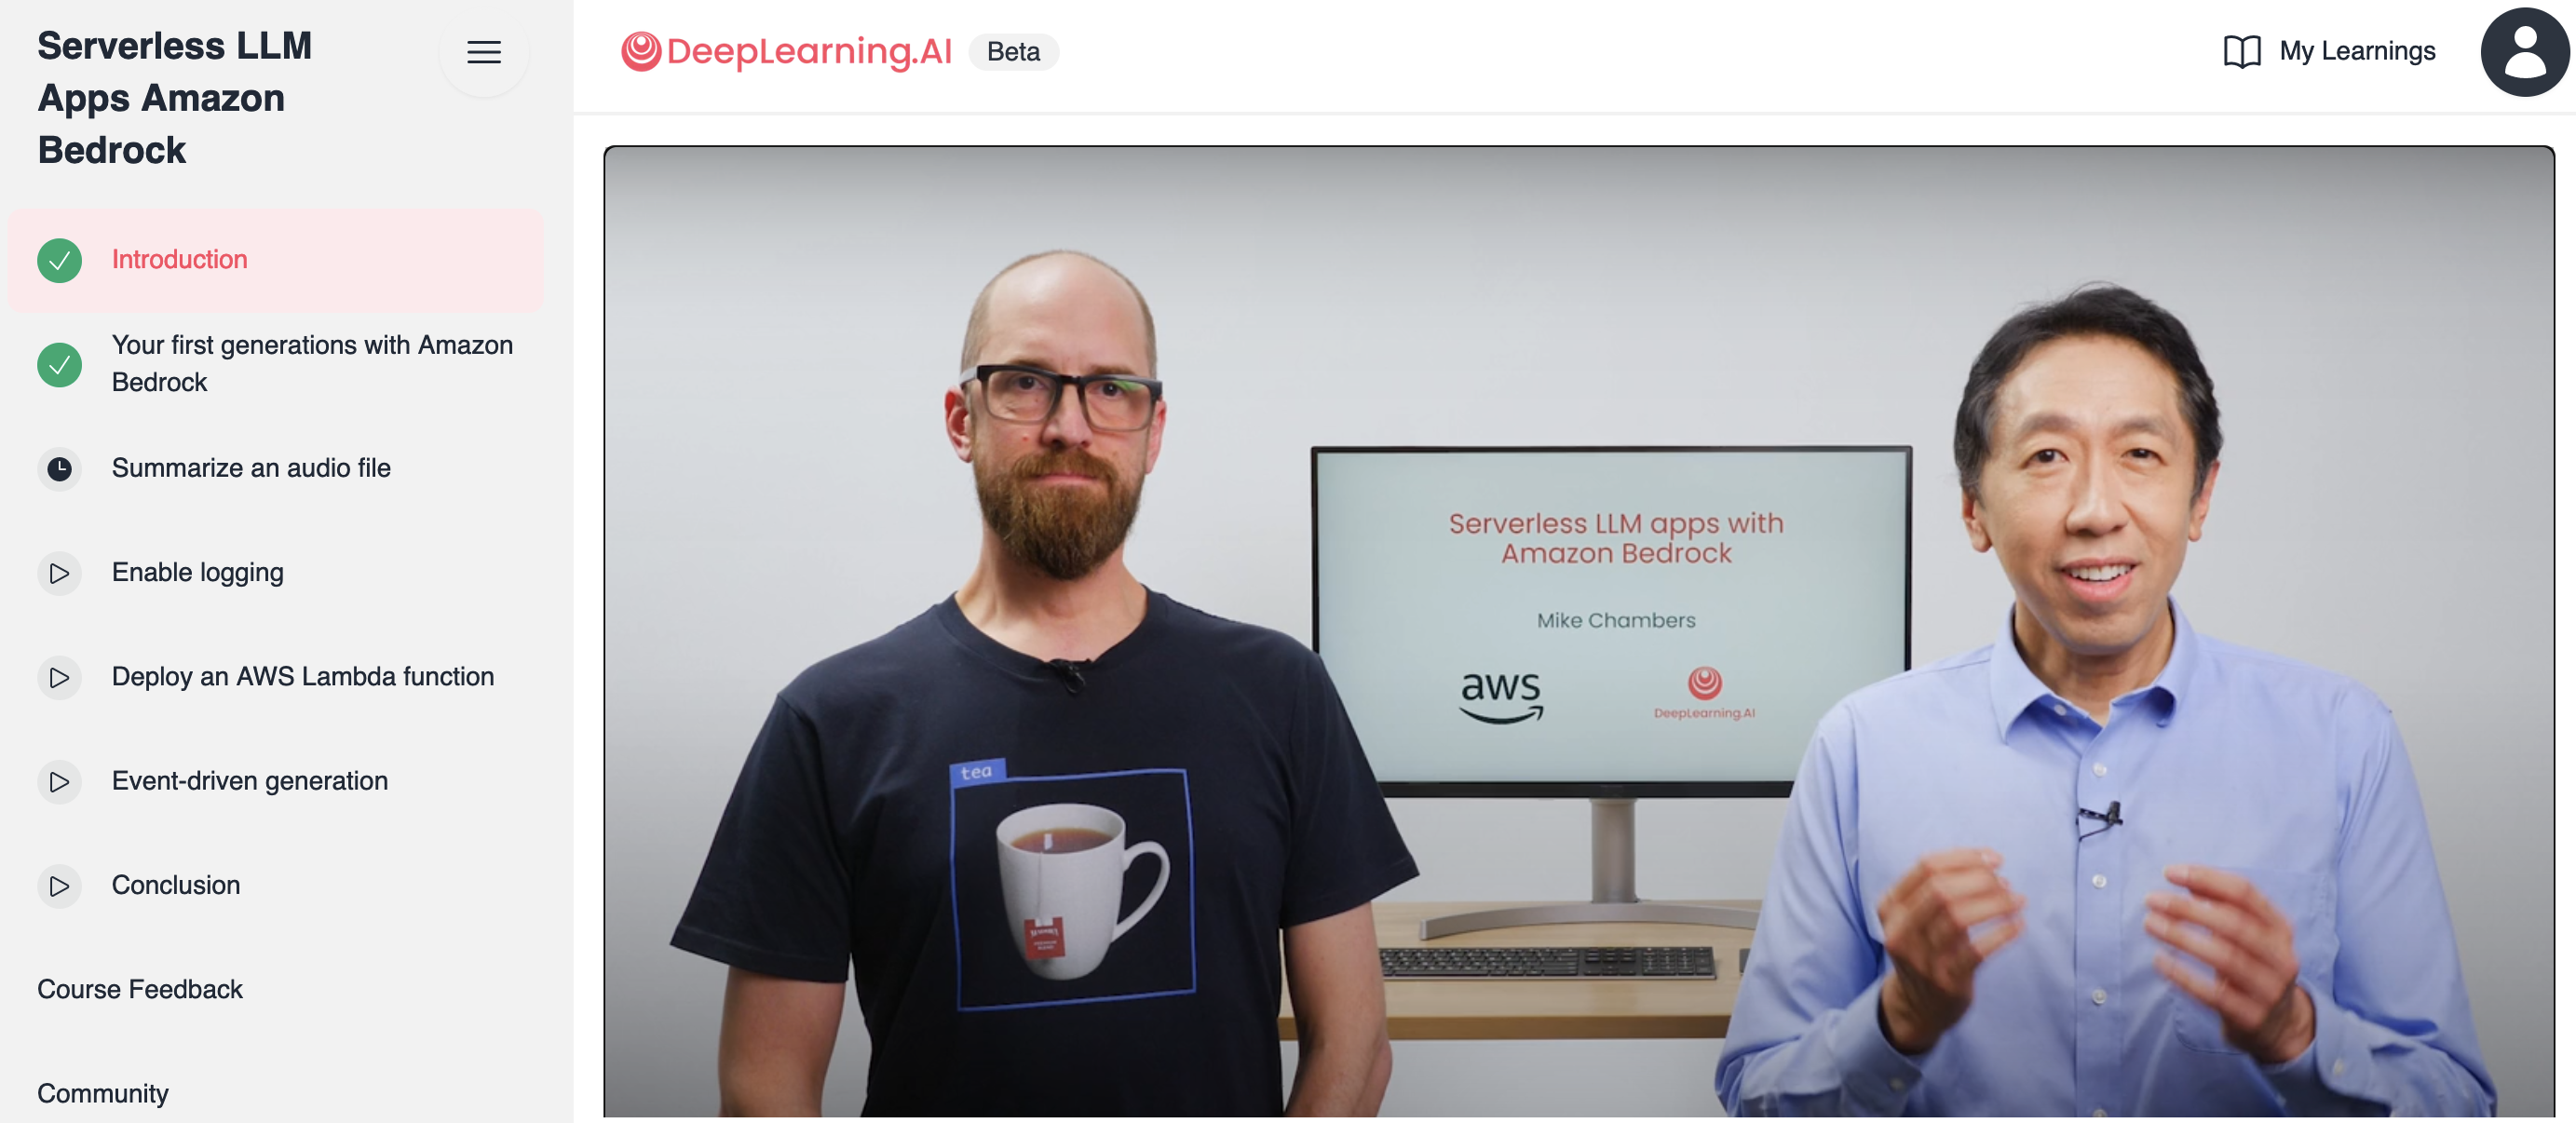 Serverless LLM
Apps Amazon
Bedrock
Introduction
Your first generations with Amazon
Bedrock
Summarize an audio file
Enable logging
Deploy an AWS Lambda function
Event-driven generation
Conclusion
Course Feedback
Community
DeepLearning.AI Beta
My Learnings
Serverless LLM apps with
Amazon Bedrock
Mike Chambers
aws
DeepLearning.AI
tea